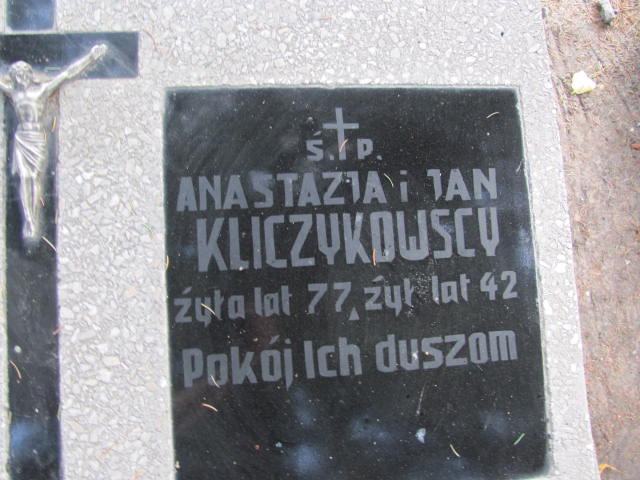 Ś.†P.
ANASTAZJA i JAN
KLICZYKOWSCY
żyła lat 77, żył lat 42
Pokój Ich duszom